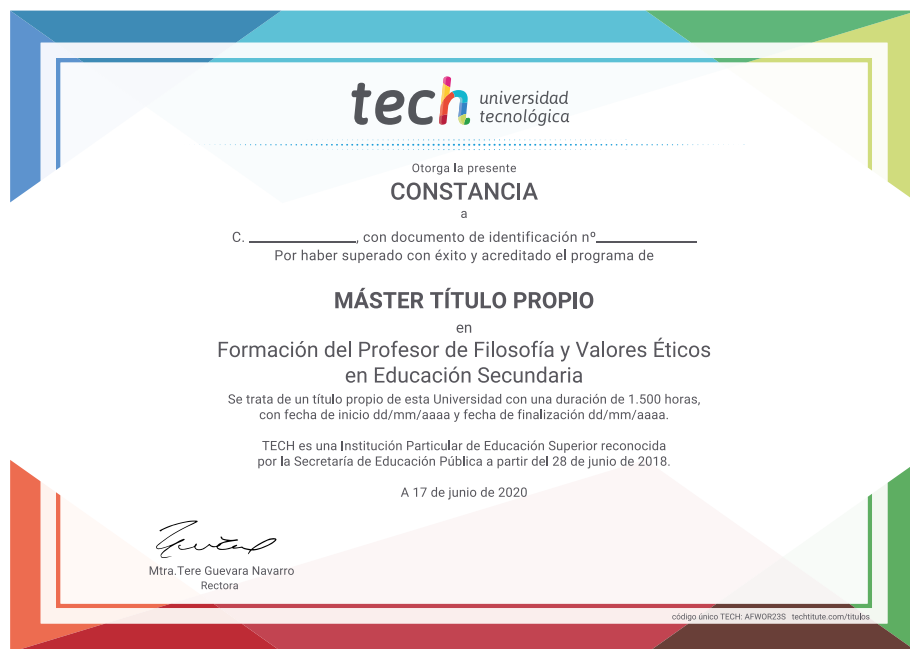 tech universidad
tecnológica
Otorga la presente
CONSTANCIA
a
C. ______________, con documento de identificación nº______________
Por haber superado con éxito y acreditado el programa de
MÁSTER TÍTULO PROPIO
en
Formación del Profesor de Filosofía y Valores Éticos
en Educación Secundaria
Se trata de un título propio de esta Universidad con una duración de 1.500 horas,
con fecha de inicio dd/mm/aaaa y fecha de finalización dd/mm/aaaa.
TECH es una Institución Particular de Educación Superior reconocida
por la Secretaría de Educación Pública a partir del 28 de junio de 2018.
A 17 de junio de 2020
Mtra.Tere Guevara Navarro
Rectora
código único TECH: AFWOR23S techtitute.com/titulos